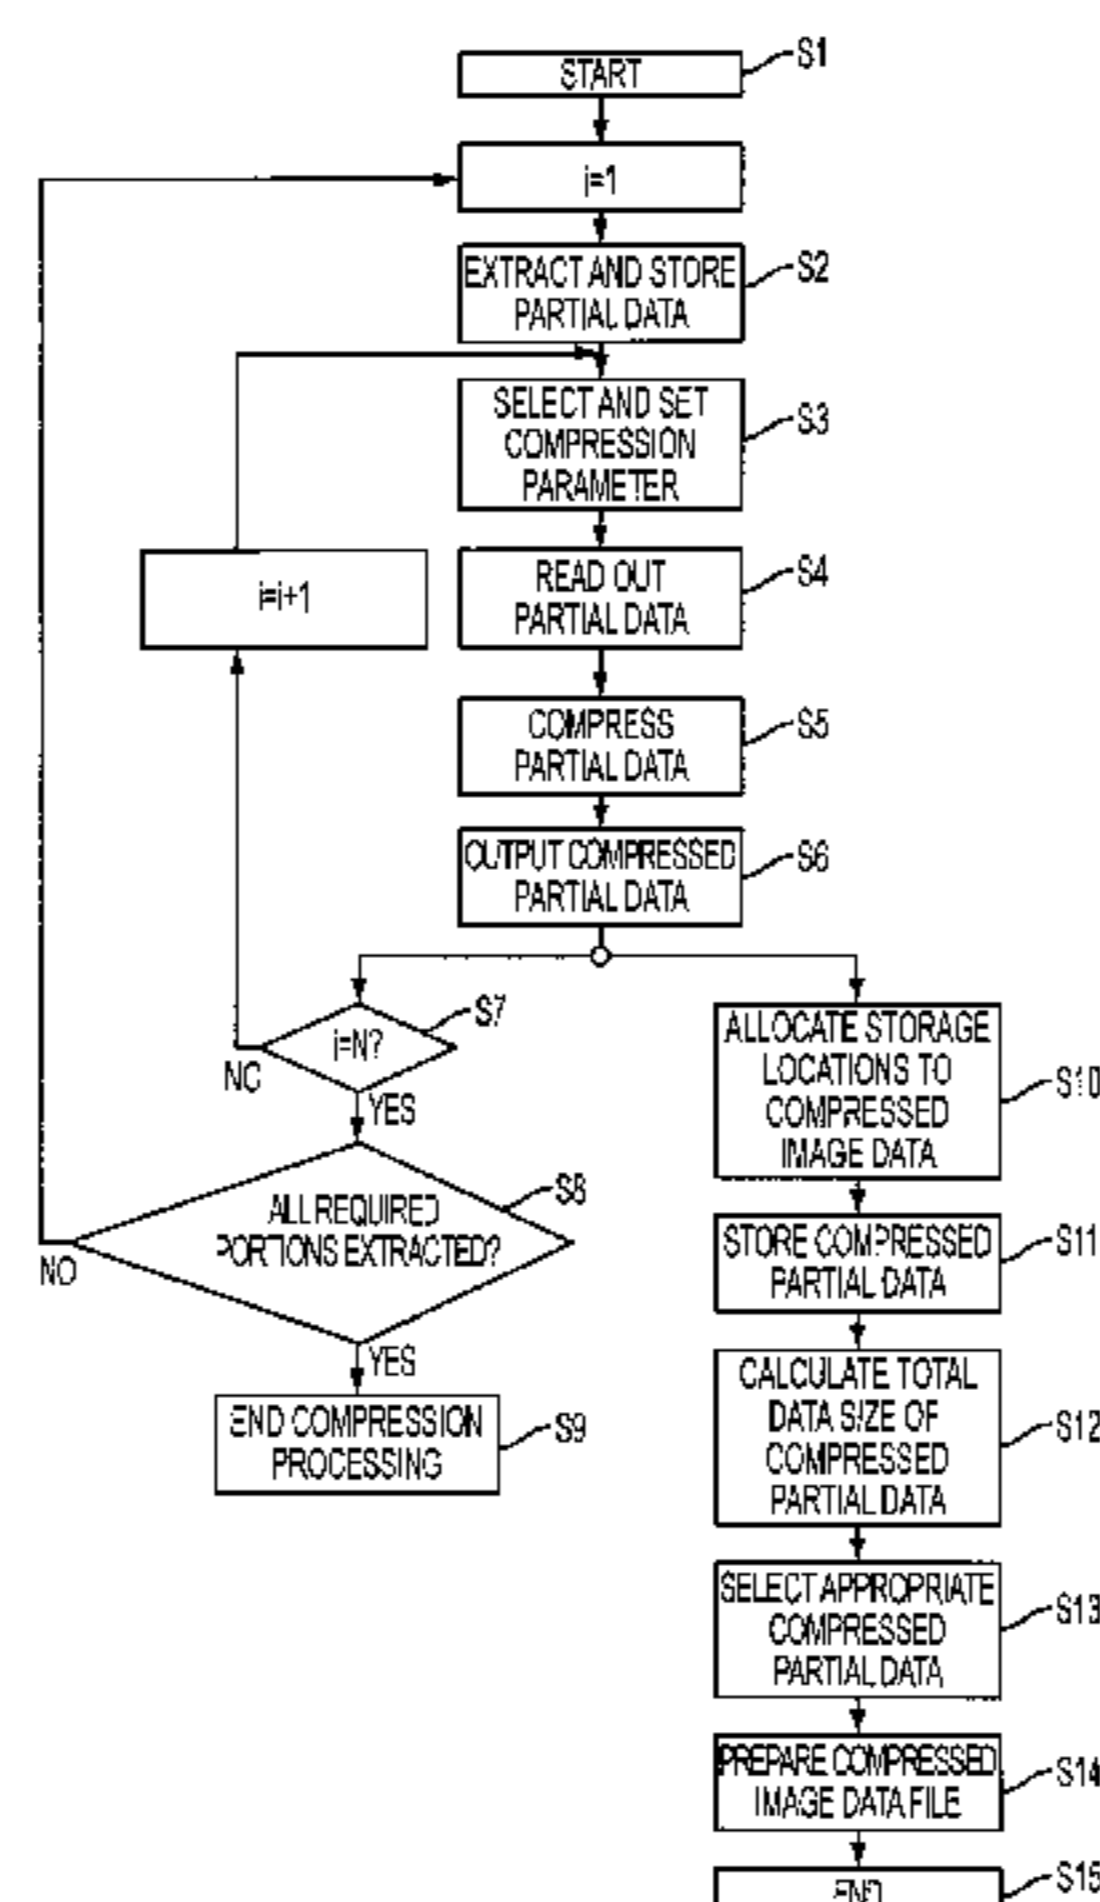 START
S1
i=1
EXTRACT AND STORE
PARTIAL DATA
S2
SELECT AND SET
COMPRESSION
PARAMETER
S3
i=i+1
READ OUT
PARTIAL DATA
S4
COMPRESS
PARTIAL DATA
S5
OUTPUT COMPRESSED
PARTIAL DATA
S6
i=N?
S7
NO
YES
ALL REQUIRED
PORTIONS EXTRACTED?
S8
NO
YES
END COMPRESSION
PROCESSING
S9
ALLOCATE STORAGE
LOCATIONS TO
COMPRESSED
IMAGE DATA
S10
STORE COMPRESSED
PARTIAL DATA
S11
CALCULATE TOTAL
DATA SIZE OF
COMPRESSED
PARTIAL DATA
S12
SELECT APPROPRIATE
COMPRESSED
PARTIAL DATA
S13
PREPARE COMPRESSED
IMAGE DATA FILE
S14
END
S15